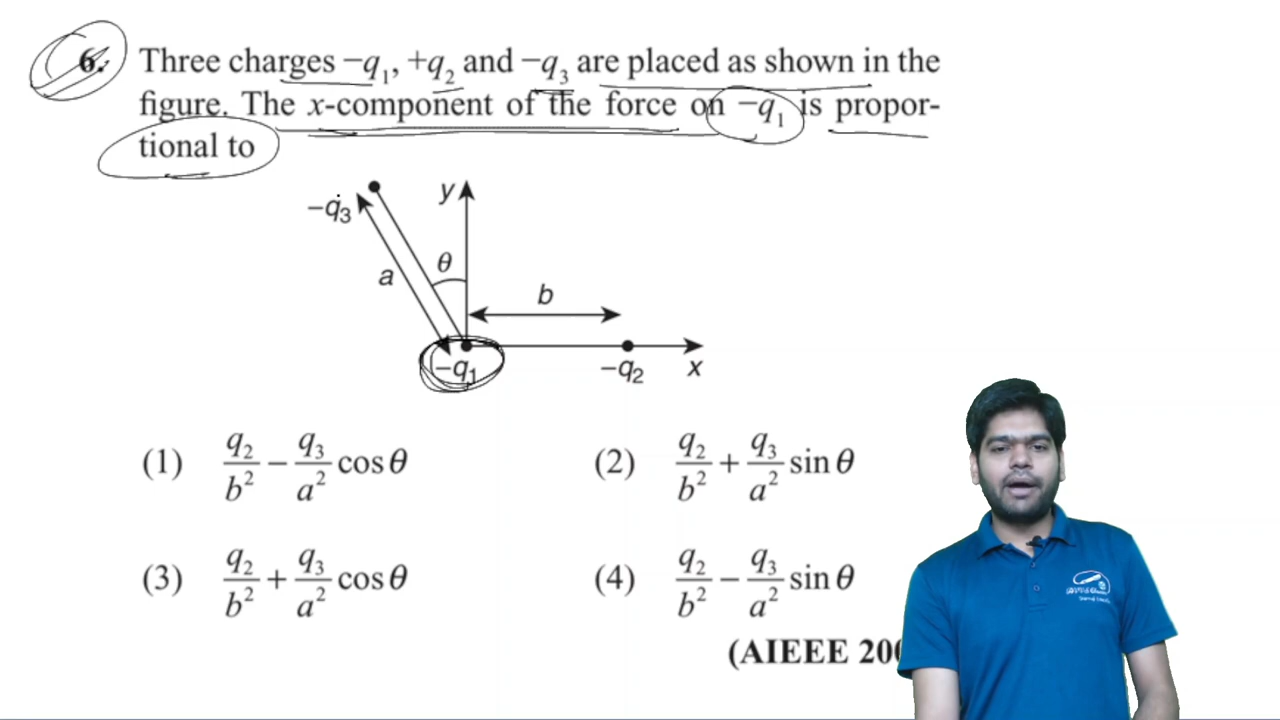 6. Three charges −q₁, +q₂ and −q₃ are placed as shown in the
figure. The x-component of the force on −q₁ is propor-
tional to
y
−q₃
θ
a
b
−q₁
−q₂
x
(1) q₂/b² − q₃/a² cos θ
(2) q₂/b² + q₃/a² sin θ
(3) q₂/b² + q₃/a² cos θ
(4) q₂/b² − q₃/a² sin θ
(AIEEE 200